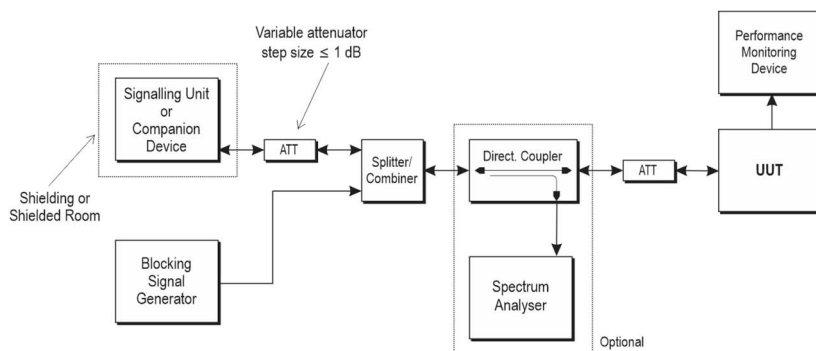 Variable attenuator
step size ≤ 1 dB
Performance
Monitoring
Device
Signalling Unit
or
Companion
Device
ATT
Splitter/
Combiner
Direct. Coupler
ATT
UUT
Shielding or
Shielded Room
Blocking
Signal
Generator
Spectrum
Analyser
Optional